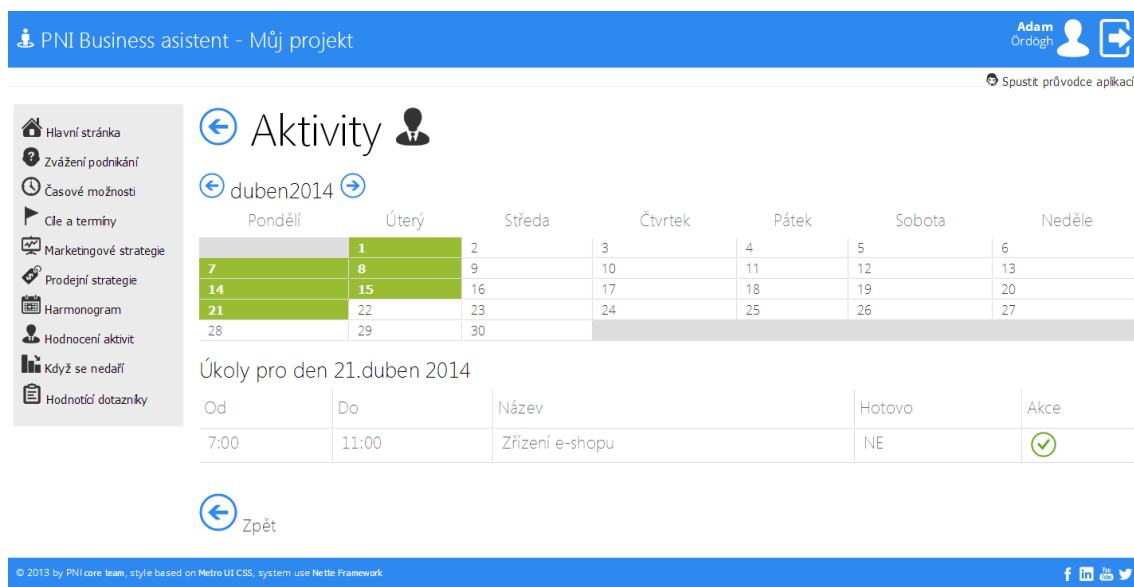 PNI Business asistent - Můj projekt
Adam
Ördögh
Spustit průvodce aplikací
Hlavní stránka
Zvážení podnikání
Časové možnosti
Cíle a termíny
Marketingové strategie
Prodejní strategie
Harmonogram
Hodnocení aktivit
Když se nedaří
Hodnotící dotazníky
Aktivity
duben2014
Pondělí Úterý Středa Čtvrtek Pátek Sobota Neděle
1 2 3 4 5 6
7 8 9 10 11 12 13
14 15 16 17 18 19 20
21 22 23 24 25 26 27
28 29 30
Úkoly pro den 21.duben 2014
Od Do Název Hotovo Akce
7:00 11:00 Zřízení e-shopu NE
Zpět
© 2013 by PNI core team, style based on Metro UI CSS, system use Nette Framework